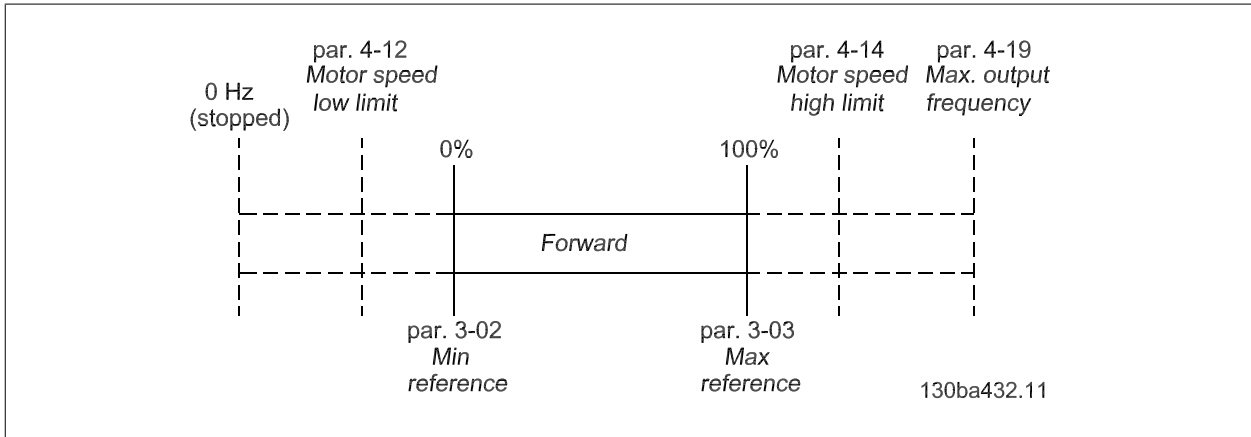 par. 4-12
Motor speed
low limit
par. 4-14
Motor speed
high limit
par. 4-19
Max. output
frequency
0 Hz
(stopped)
0%
100%
Forward
par. 3-02
Min
reference
par. 3-03
Max
reference
130ba432.11